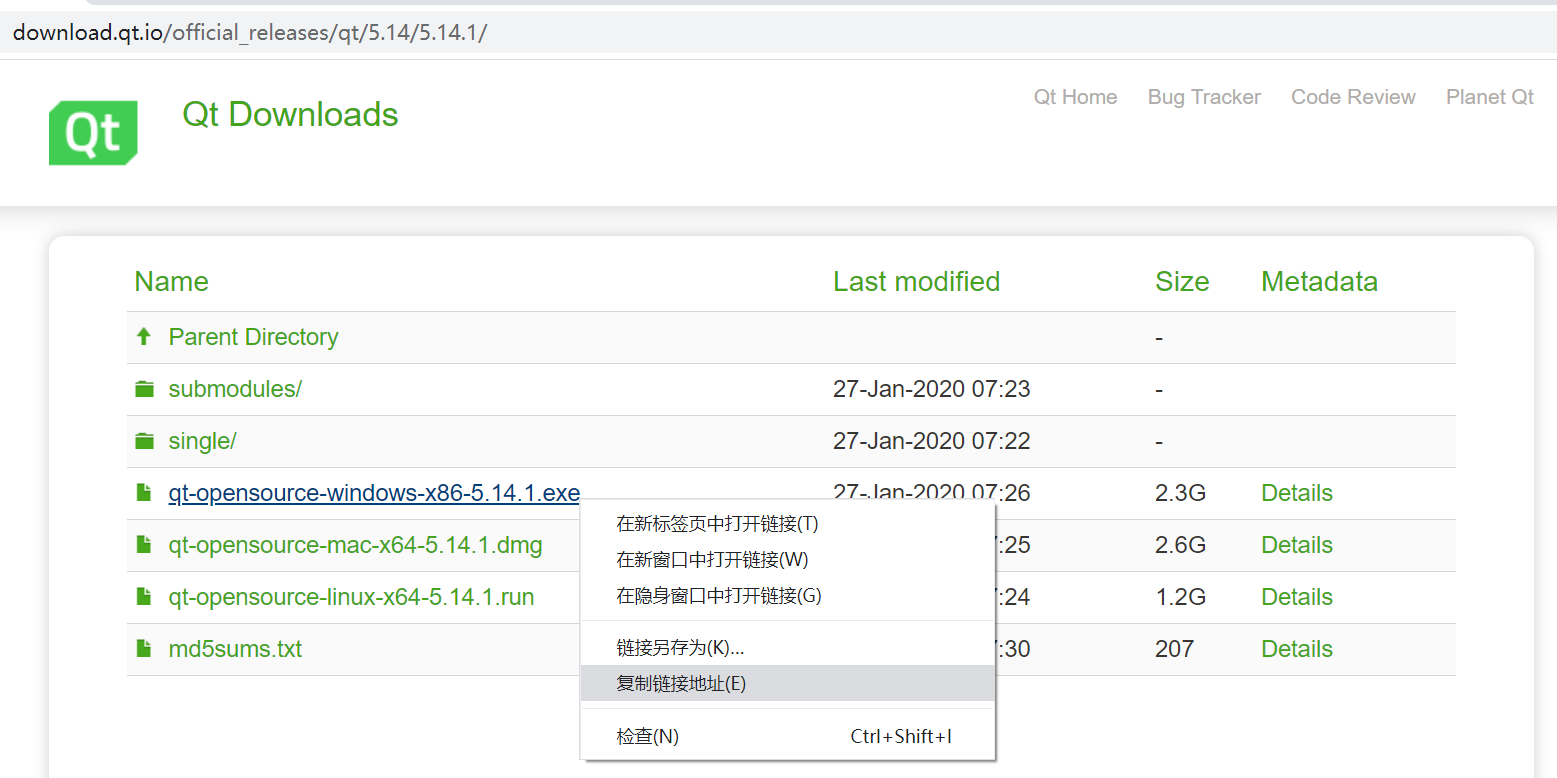 download.qt.io/official_releases/qt/5.14/5.14.1/
Qt
Qt Downloads
Qt Home Bug Tracker Code Review Planet Qt
Name Last modified Size Metadata
Parent Directory -
submodules/ 27-Jan-2020 07:23 -
single/ 27-Jan-2020 07:22 -
qt-opensource-windows-x86-5.14.1.exe 27-Jan-2020 07:26 2.3G Details
qt-opensource-mac-x64-5.14.1.dmg :25 2.6G Details
qt-opensource-linux-x64-5.14.1.run :24 1.2G Details
md5sums.txt :30 207 Details
在新标签页中打开链接(T)
在新窗口中打开链接(W)
在隐身窗口中打开链接(G)
链接另存为(K)...
复制链接地址(E)
检查(N) Ctrl+Shift+I